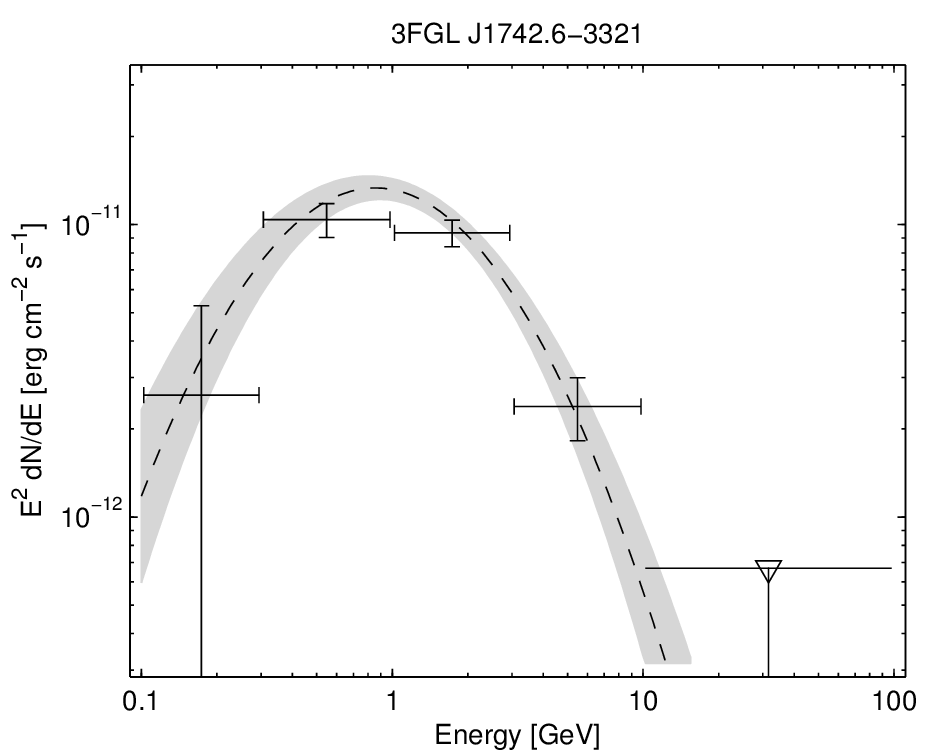 3FGL J1742.6−3321
E² dN/dE [erg cm⁻² s⁻¹]
10⁻¹¹
10⁻¹²
0.1 1 10 100
Energy [GeV]